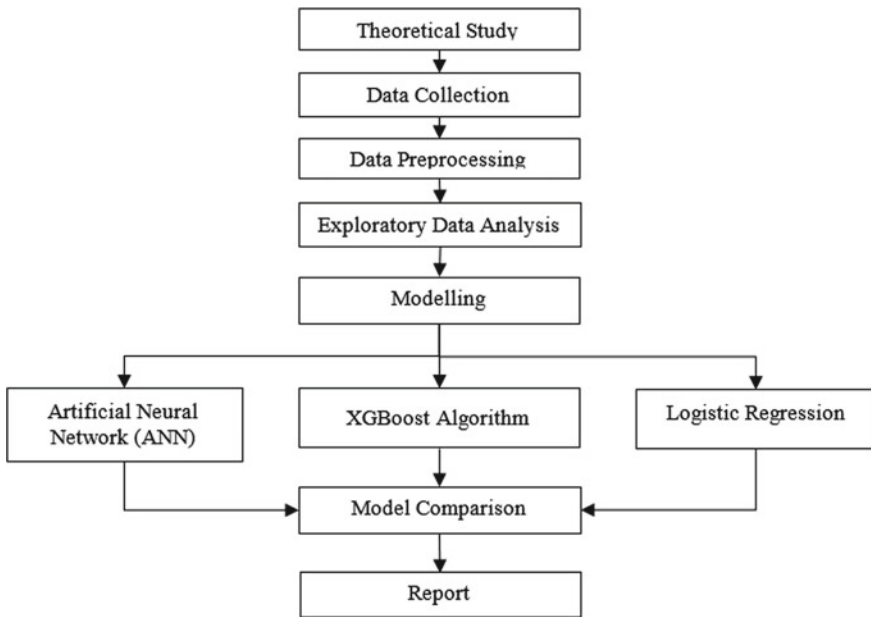 Theoretical Study
Data Collection
Data Preprocessing
Exploratory Data Analysis
Modelling
Artificial Neural
Network (ANN)
XGBoost Algorithm
Logistic Regression
Model Comparison
Report